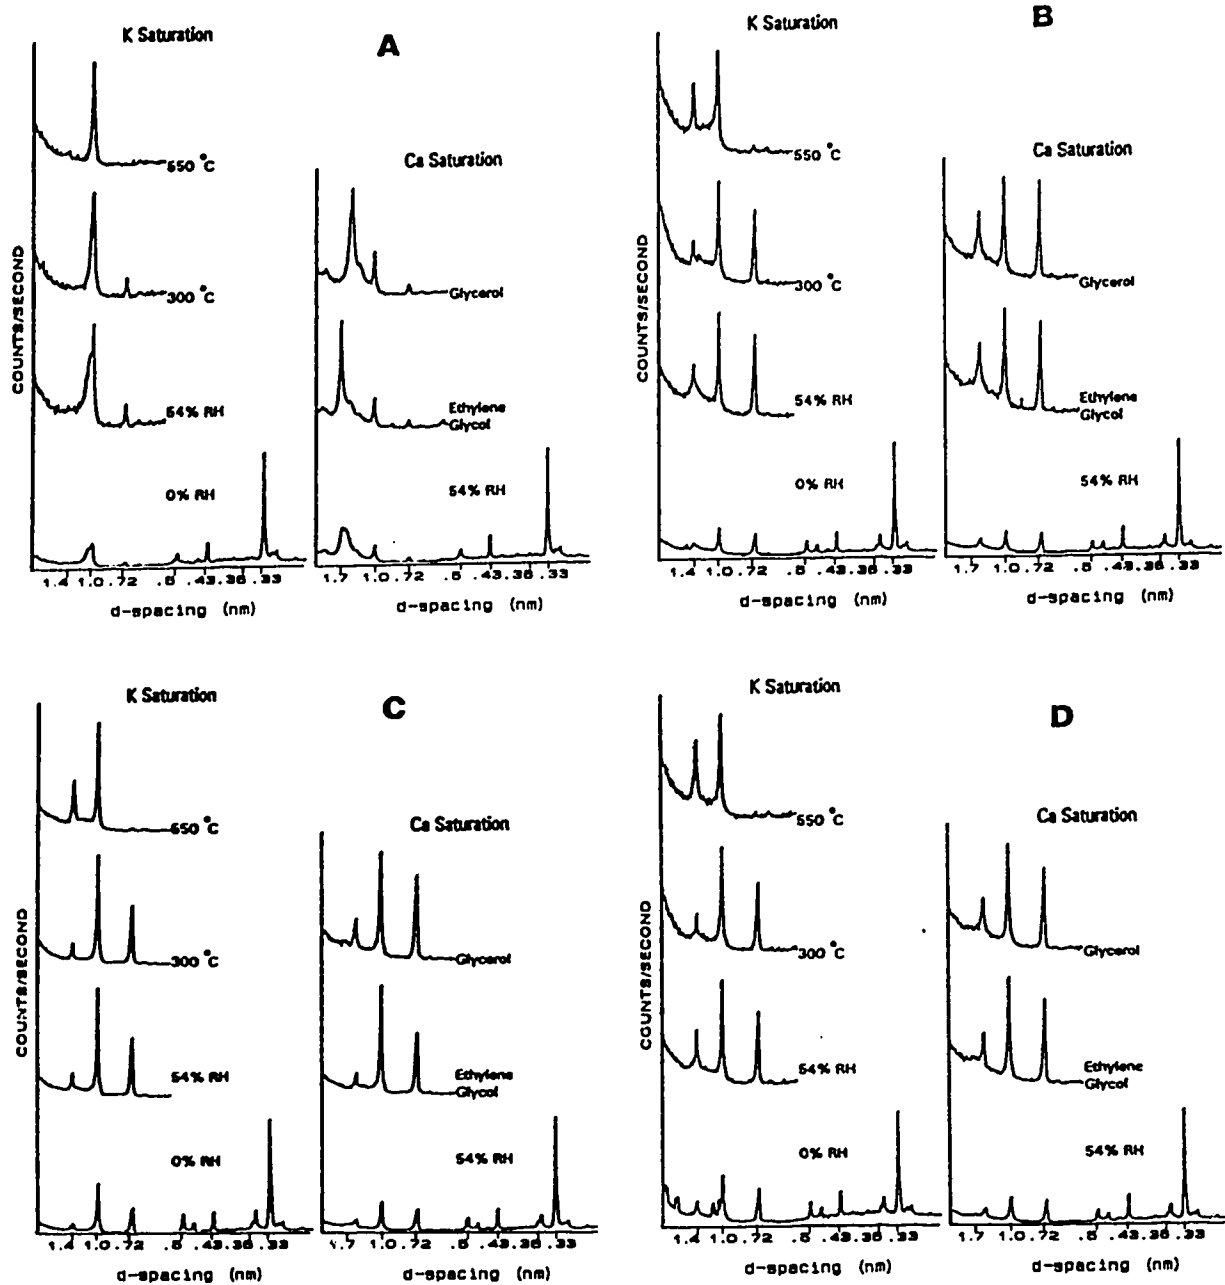 A
K Saturation
550 °C
300 °C
54% RH
0% RH
COUNTS/SECOND
1.4 1.0 .72 .5 .43 .36 .33
d-spacing (nm)
Ca Saturation
Glycerol
Ethylene
Glycol
54% RH
1.7 1.0 .72 .5 .43 .36 .33
d-spacing (nm)
B
K Saturation
550 °C
300 °C
54% RH
0% RH
COUNTS/SECOND
1.4 1.0 .72 .5 .43 .36 .33
d-spacing (nm)
Ca Saturation
Glycerol
Ethylene
Glycol
54% RH
1.7 1.0 .72 .5 .43 .36 .33
d-spacing (nm)
C
K Saturation
550 °C
300 °C
54% RH
0% RH
COUNTS/SECOND
1.4 1.0 .72 .5 .43 .36 .33
d-spacing (nm)
Ca Saturation
Glycerol
Ethylene
Glycol
54% RH
1.7 1.0 .72 .5 .43 .36 .33
d-spacing (nm)
D
K Saturation
550 °C
300 °C
54% RH
0% RH
COUNTS/SECOND
1.4 1.0 .72 .5 .43 .36 .33
d-spacing (nm)
Ca Saturation
Glycerol
Ethylene
Glycol
54% RH
1.7 1.0 .72 .5 .43 .36 .33
d-spacing (nm)